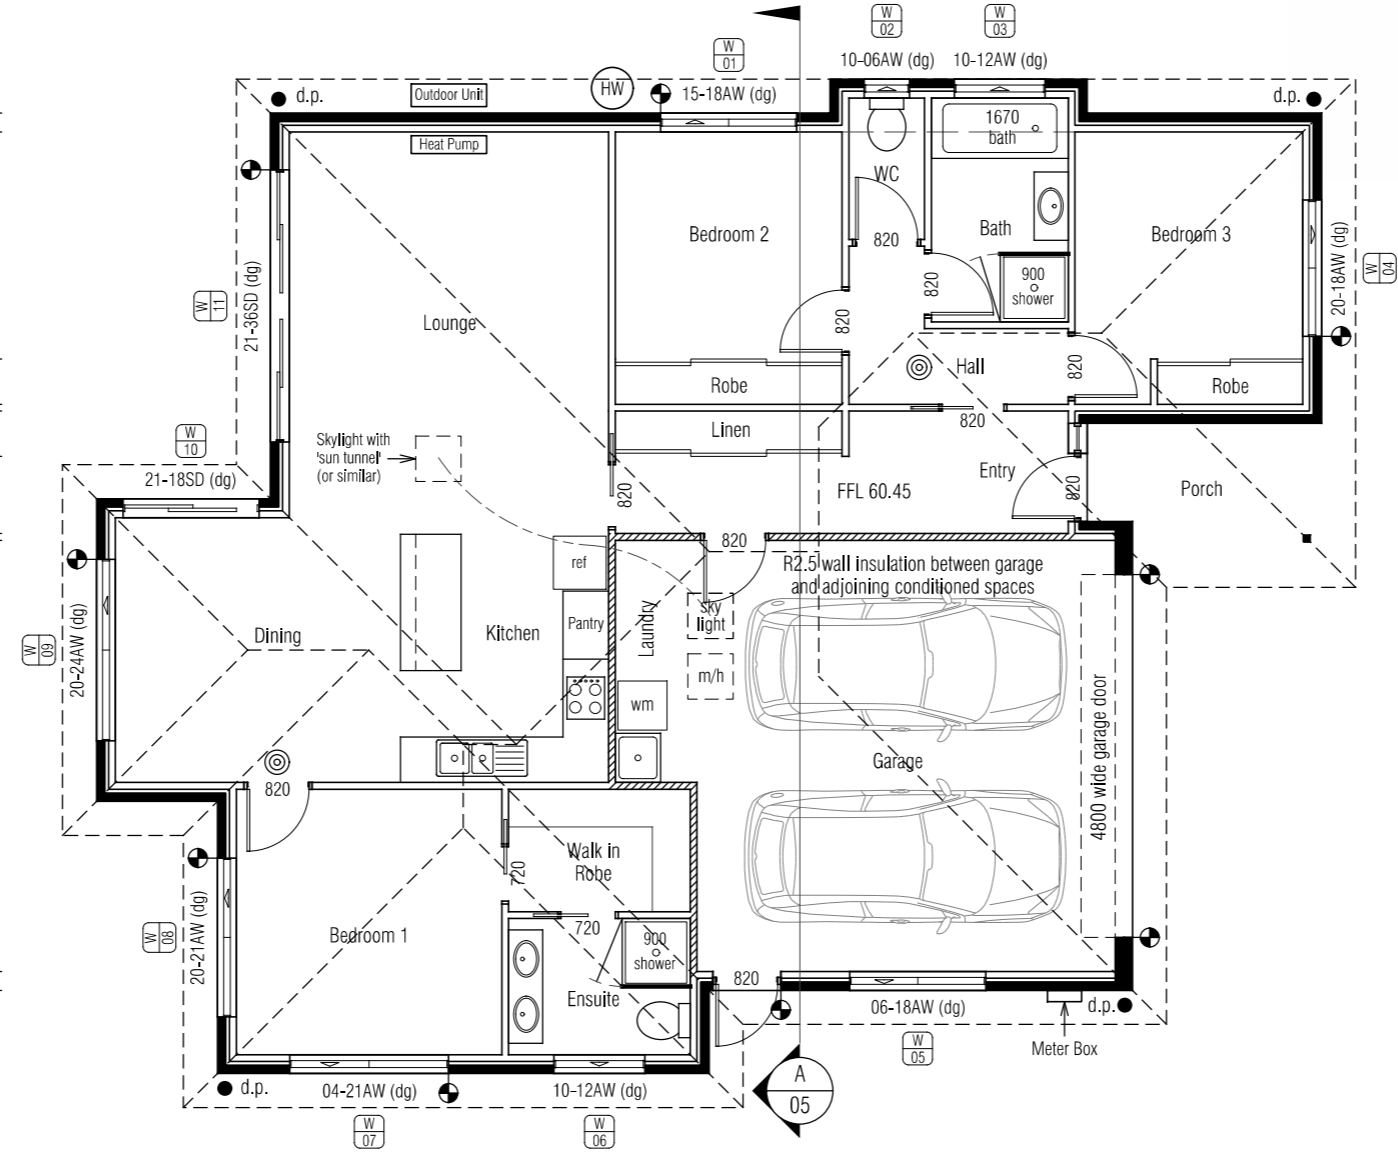 W
02
W
03
W
01
10-06AW (dg)
10-12AW (dg)
d.p.
Outdoor Unit
HW
15-18AW (dg)
d.p.
Heat Pump
1670
bath
WC
Bedroom 2
820
Bath
Bedroom 3
900
shower
820
820
20-18AW (dg)
W
04
W
11
21-36SD (dg)
Lounge
Hall
820
Robe
Robe
820
Linen
W
10
Skylight with
'sun tunnel'
(or similar)
21-18SD (dg)
Entry
820
820
FFL 60.45
Porch
820
ref
R2.5 wall insulation between garage
and adjoining conditioned spaces
Laundry
sky
light
Pantry
Kitchen
Dining
W
09
20-24AW (dg)
m/h
wm
Garage
4800 wide garage door
820
Walk in
Robe
720
720
Bedroom 1
W
08
20-21AW (dg)
900
shower
Ensuite
820
06-18AW (dg)
d.p.
W
05
Meter Box
d.p.
04-21AW (dg)
10-12AW (dg)
A
05
W
07
W
06